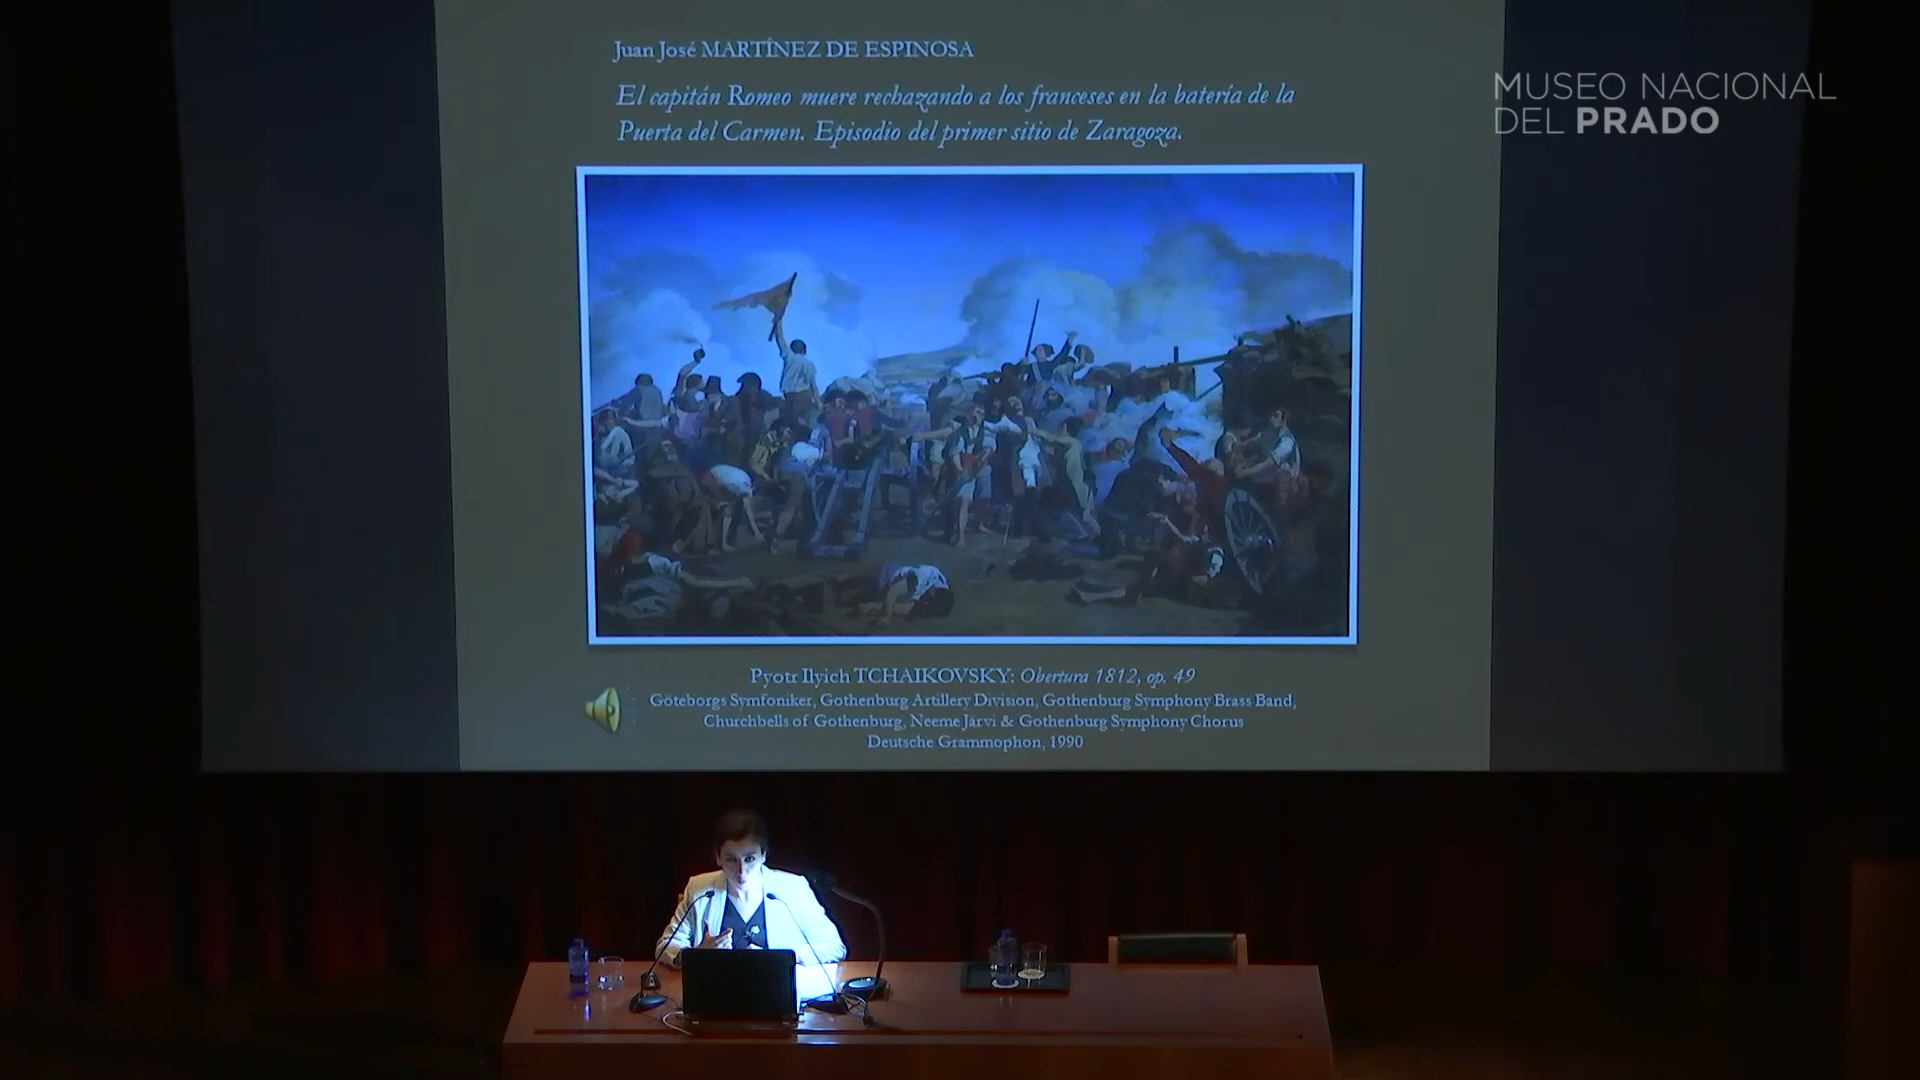 Juan José MARTÍNEZ DE ESPINOSA
El capitán Romeo muere rechazando a los franceses en la batería de la
Puerta del Carmen. Episodio del primer sitio de Zaragoza.
MUSEO NACIONAL
DEL PRADO
Pyotr Ilyich TCHAIKOVSKY: Obertura 1812, op. 49
Göteborgs Symfoniker, Gothenburg Artillery Division, Gothenburg Symphony Brass Band,
Churchbells of Gothenburg, Neeme Järvi & Gothenburg Symphony Chorus
Deutsche Grammophon, 1990